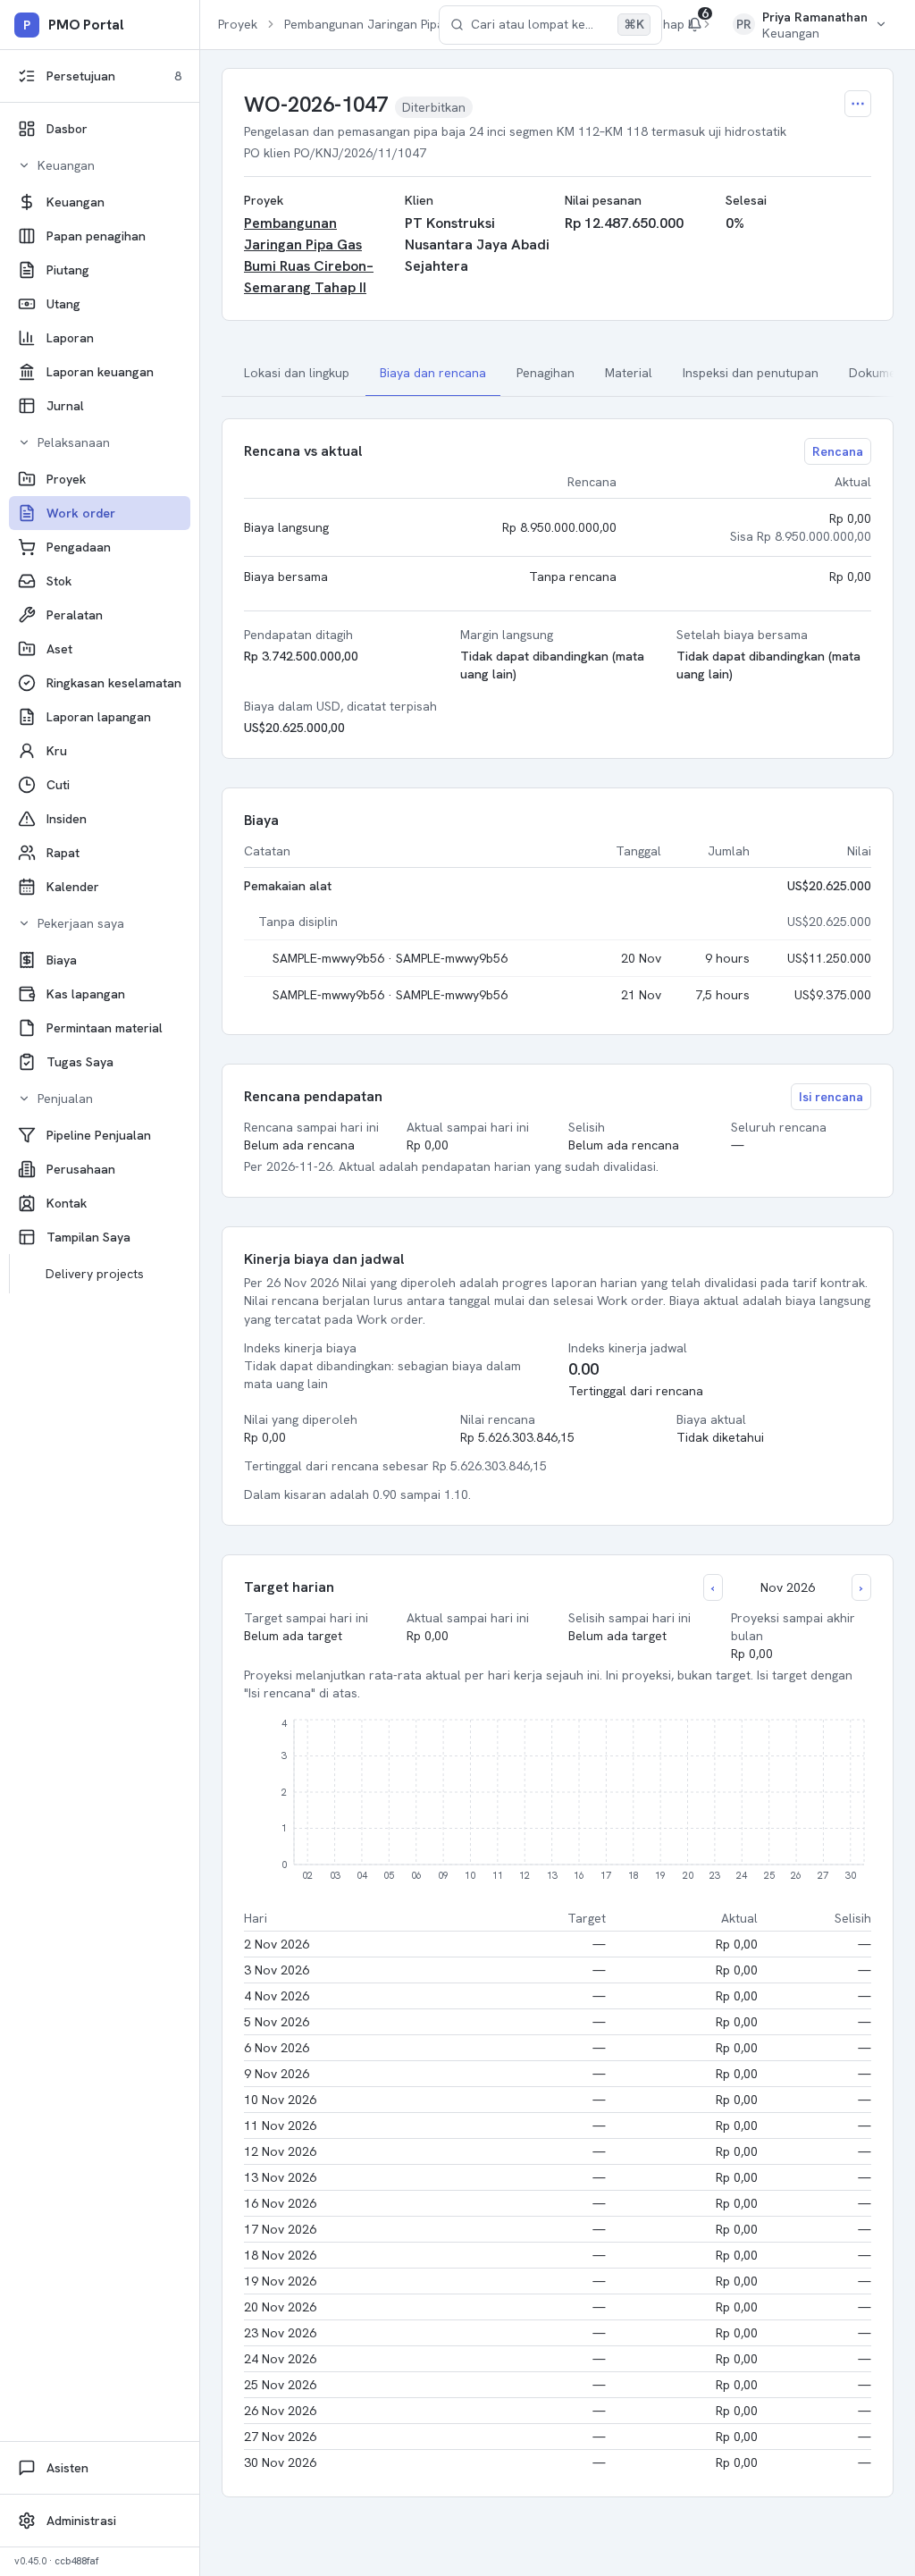 P PMO Portal
Proyek > Pembangunan Jaringan Pipa
Cari atau lompat ke... ⌘K
hap
6
PR Priya Ramanathan
Keuangan
Persetujuan 8
Dasbor
Keuangan
Keuangan
Papan penagihan
Piutang
Utang
Laporan
Laporan keuangan
Jurnal
Pelaksanaan
Proyek
Work order
Pengadaan
Stok
Peralatan
Aset
Ringkasan keselamatan
Laporan lapangan
Kru
Cuti
Insiden
Rapat
Kalender
Pekerjaan saya
Biaya
Kas lapangan
Permintaan material
Tugas Saya
Penjualan
Pipeline Penjualan
Perusahaan
Kontak
Tampilan Saya
Delivery projects
Asisten
Administrasi
v0.45.0 · ccb488faf
WO-2026-1047 Diterbitkan
Pengelasan dan pemasangan pipa baja 24 inci segmen KM 112–KM 118 termasuk uji hidrostatik
PO klien PO/KNJ/2026/11/1047
Proyek Klien Nilai pesanan Selesai
Pembangunan Jaringan Pipa Gas Bumi Ruas Cirebon–Semarang Tahap II
PT Konstruksi Nusantara Jaya Abadi Sejahtera
Rp 12.487.650.000
0%
Lokasi dan lingkup Biaya dan rencana Penagihan Material Inspeksi dan penutupan
Rencana vs aktual Rencana
Rencana Aktual
Biaya langsung Rp 8.950.000.000,00 Rp 0,00
Sisa Rp 8.950.000.000,00
Biaya bersama Tanpa rencana Rp 0,00
Pendapatan ditagih Margin langsung Setelah biaya bersama
Rp 3.742.500.000,00 Tidak dapat dibandingkan (mata uang lain) Tidak dapat dibandingkan (mata uang lain)
Biaya dalam USD, dicatat terpisah
US$20.625.000,00
Biaya
Catatan Tanggal Jumlah Nilai
Pemakaian alat US$20.625.000
Tanpa disiplin US$20.625.000
SAMPLE-mwwy9b56 · SAMPLE-mwwy9b56 20 Nov 9 hours US$11.250.000
SAMPLE-mwwy9b56 · SAMPLE-mwwy9b56 21 Nov 7,5 hours US$9.375.000
Rencana pendapatan Isi rencana
Rencana sampai hari ini Aktual sampai hari ini Selisih Seluruh rencana
Belum ada rencana Rp 0,00 Belum ada rencana —
Per 2026-11-26. Aktual adalah pendapatan harian yang sudah divalidasi.
Kinerja biaya dan jadwal
Per 26 Nov 2026 Nilai yang diperoleh adalah progres laporan harian yang telah divalidasi pada tarif kontrak.
Nilai rencana berjalan lurus antara tanggal mulai dan selesai Work order. Biaya aktual adalah biaya langsung
yang tercatat pada Work order.
Indeks kinerja biaya Indeks kinerja jadwal
Tidak dapat dibandingkan: sebagian biaya dalam mata uang lain
0.00
Tertinggal dari rencana
Nilai yang diperoleh Nilai rencana Biaya aktual
Rp 0,00 Rp 5.626.303.846,15 Tidak diketahui
Tertinggal dari rencana sebesar Rp 5.626.303.846,15
Dalam kisaran adalah 0.90 sampai 1.10.
Target harian ‹ Nov 2026 ›
Target sampai hari ini Aktual sampai hari ini Selisih sampai hari ini Proyeksi sampai akhir bulan
Belum ada target Rp 0,00 Belum ada target Rp 0,00
Proyeksi melanjutkan rata-rata aktual per hari kerja sejauh ini. Ini proyeksi, bukan target. Isi target dengan
"Isi rencana" di atas.
4
3
2
1
0
02 03 04 05 06 09 10 11 12 13 16 17 18 19 20 23 24 25 26 27 30
Hari Target Aktual Selisih
2 Nov 2026 — Rp 0,00 —
3 Nov 2026 — Rp 0,00 —
4 Nov 2026 — Rp 0,00 —
5 Nov 2026 — Rp 0,00 —
6 Nov 2026 — Rp 0,00 —
9 Nov 2026 — Rp 0,00 —
10 Nov 2026 — Rp 0,00 —
11 Nov 2026 — Rp 0,00 —
12 Nov 2026 — Rp 0,00 —
13 Nov 2026 — Rp 0,00 —
16 Nov 2026 — Rp 0,00 —
17 Nov 2026 — Rp 0,00 —
18 Nov 2026 — Rp 0,00 —
19 Nov 2026 — Rp 0,00 —
20 Nov 2026 — Rp 0,00 —
23 Nov 2026 — Rp 0,00 —
24 Nov 2026 — Rp 0,00 —
25 Nov 2026 — Rp 0,00 —
26 Nov 2026 — Rp 0,00 —
27 Nov 2026 — Rp 0,00 —
30 Nov 2026 — Rp 0,00 —